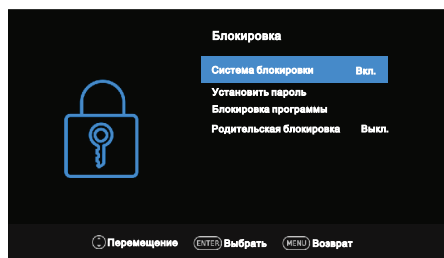 Блокировка
Система блокировки Вкл.
Установить пароль
Блокировка программы
Родительская блокировка Выкл.
Перемещение ENTER Выбрать MENU Возврат